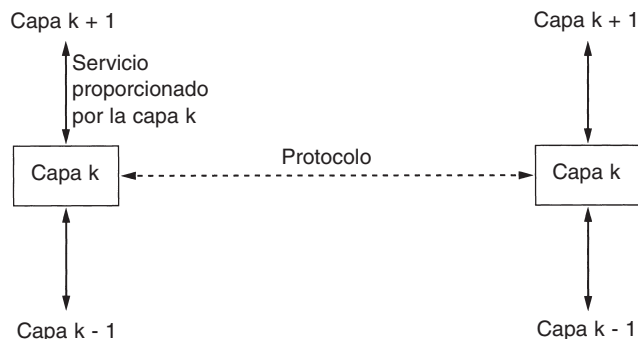 Capa k + 1
Capa k + 1
Servicio
proporcionado
por la capa k
Protocolo
Capa k
Capa k
Capa k - 1
Capa k - 1